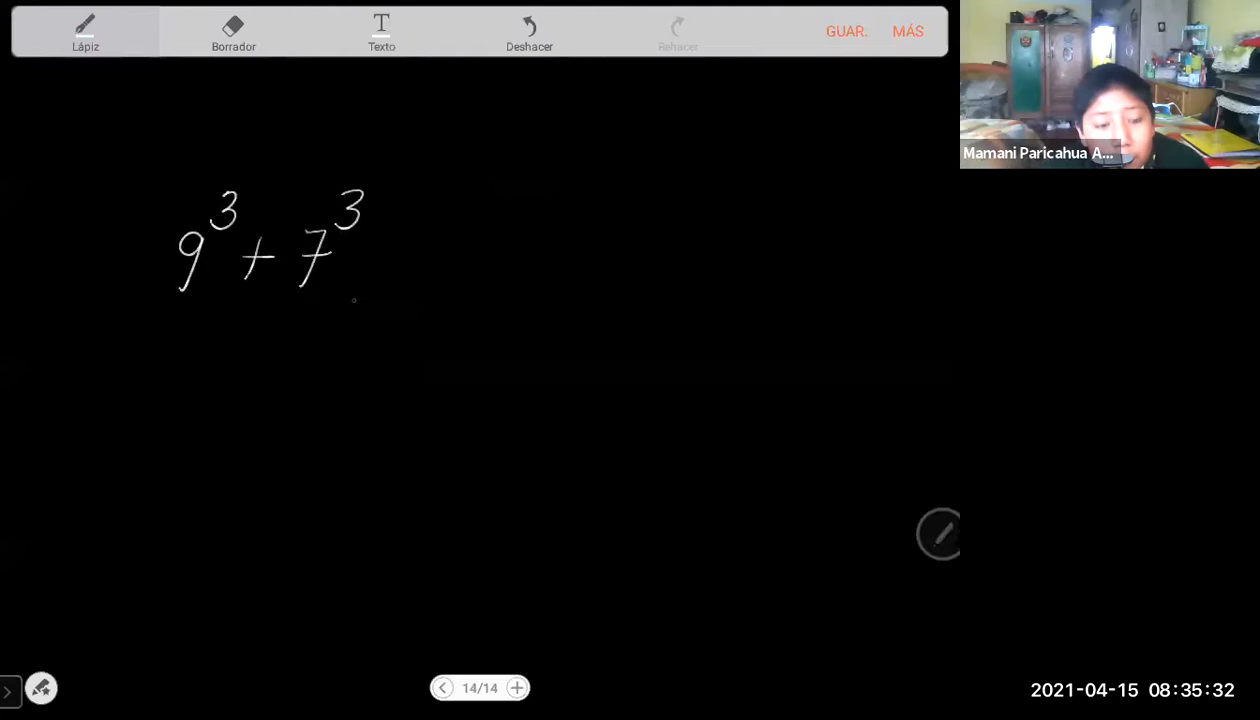 Lápiz Borrador Texto Deshacer Rehacer GUAR. MÁS
Mamani Paricahua A...
9³ + 7³
14/14
2021-04-15 08:35:32